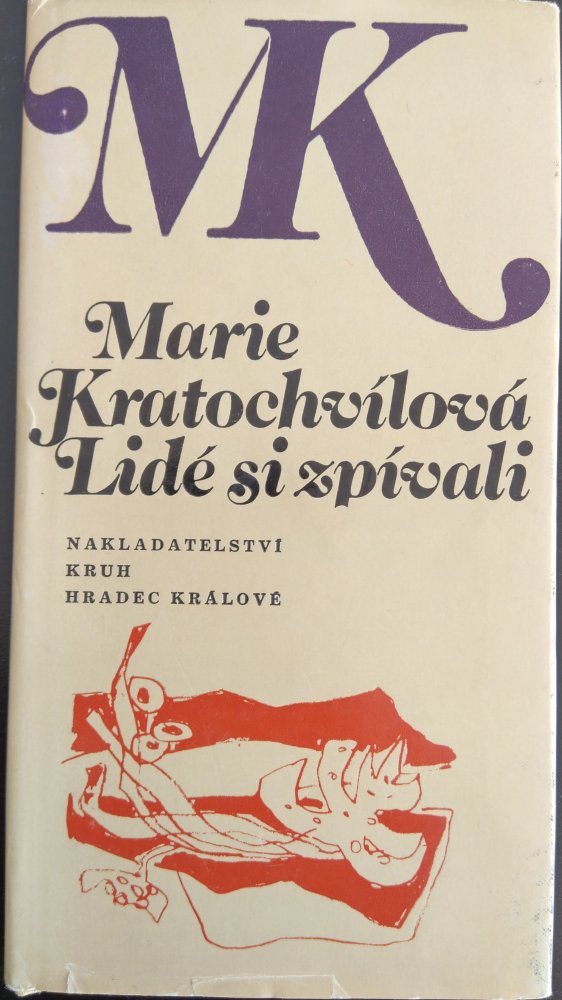 MK
Marie
Kratochvílová
Lidé si zpívali
NAKLADATELSTVÍ
KRUH
HRADEC KRÁLOVÉ